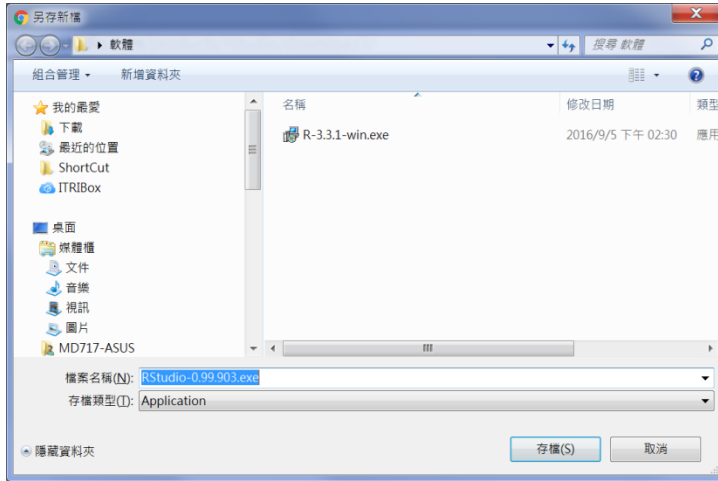 另存新檔
軟體
搜尋 軟體
組合管理
新增資料夾
我的最愛
下載
最近的位置
ShortCut
ITRIBox
桌面
媒體櫃
文件
音樂
視訊
圖片
MD717-ASUS
名稱
修改日期
類型
R-3.3.1-win.exe
2016/9/5 下午 02:30
應用
檔案名稱(N):
RStudio-0.99.903.exe
存檔類型(T):
Application
隱藏資料夾
存檔(S)
取消